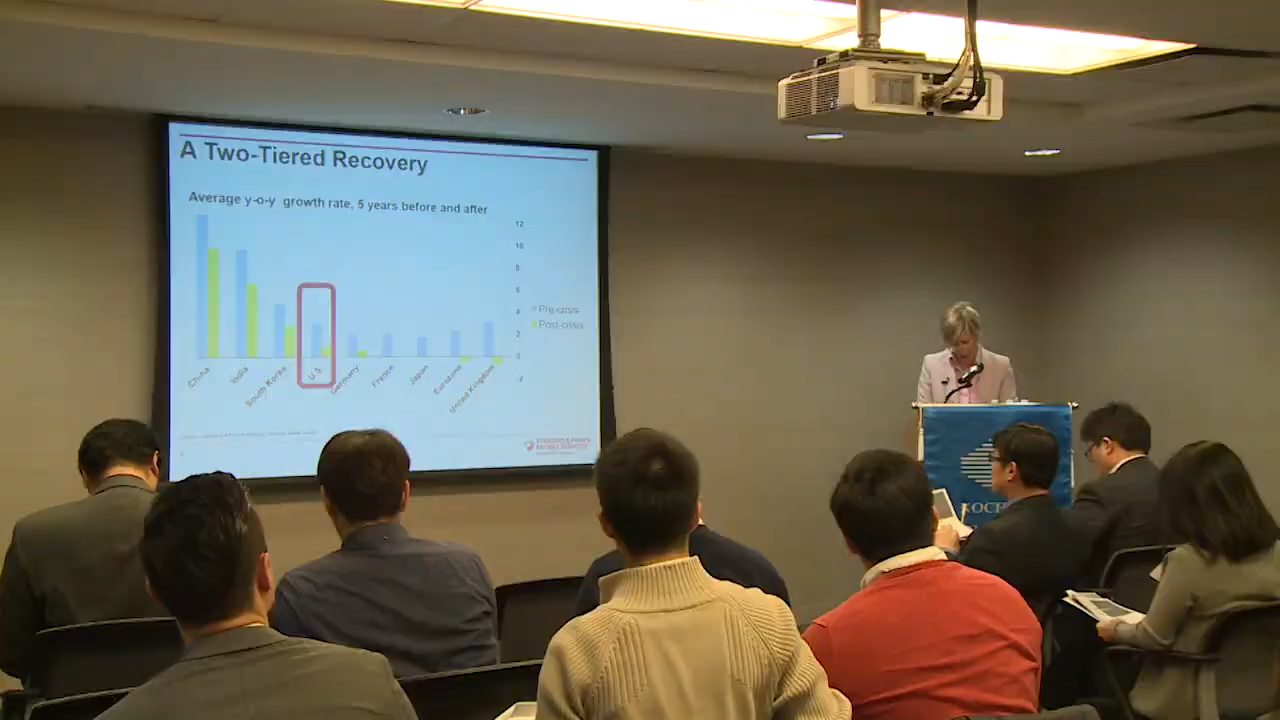 A Two-Tiered Recovery
Average y-o-y growth rate, 5 years before and after
12
10
8
6
4
2
0
-2
Pre-crisis
Post-crisis
China
India
South Korea
U.S.
Germany
France
Japan
Eurozone
United Kingdom
STANDARD & POOR'S
RATINGS SERVICES